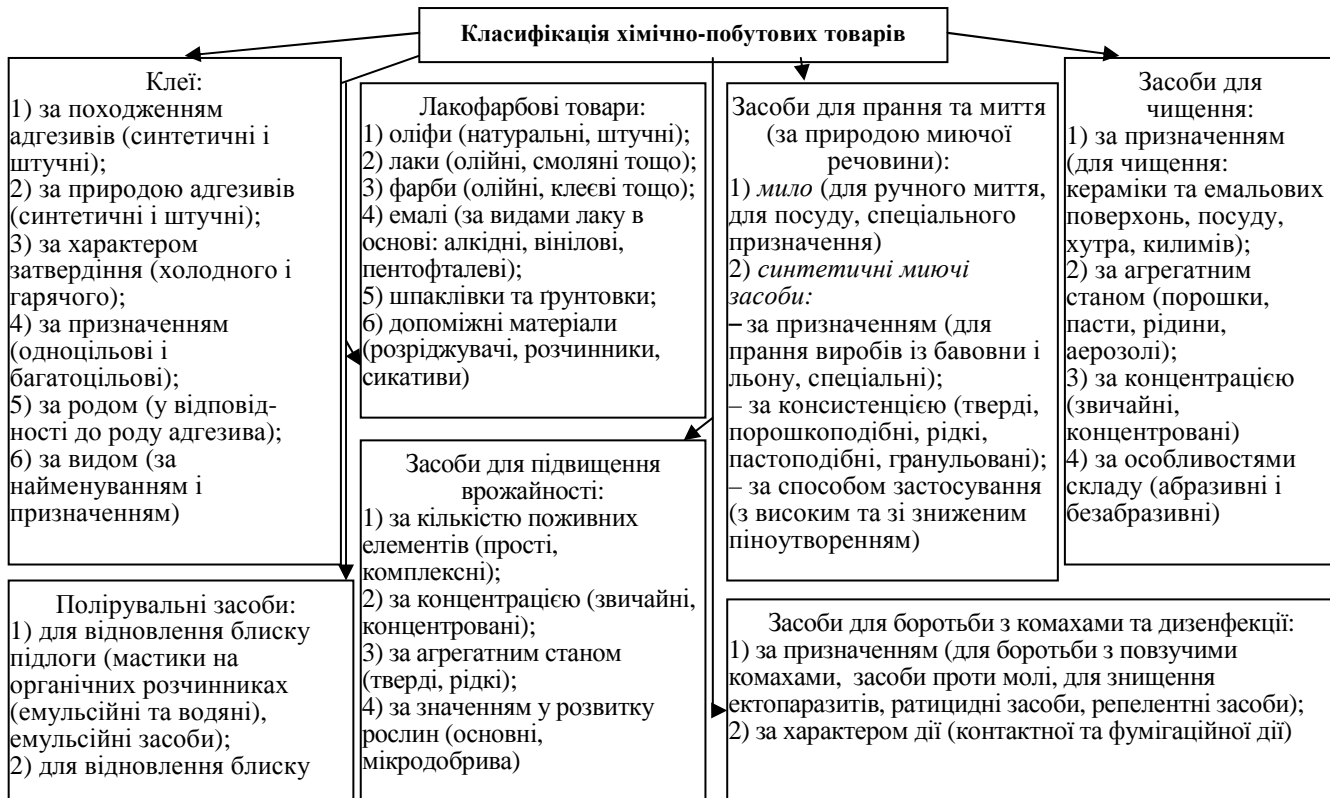 Класифікація хімічно-побутових товарів
Клеї:
1) за походженням
адгезивів (синтетичні і
штучні);
2) за природою адгезивів
(синтетичні і штучні);
3) за характером
затвердіння (холодного і
гарячого);
4) за призначенням
(одноцільові і
багатоцільові);
5) за родом (у відповід-
ності до роду адгезива);
6) за видом (за
найменуванням і
призначенням)
Лакофарбові товари:
1) оліфи (натуральні, штучні);
2) лаки (олійні, смоляні тощо);
3) фарби (олійні, клеєві тощо);
4) емалі (за видами лаку в
основі: алкідні, вінілові,
пентофталеві);
5) шпаклівки та ґрунтовки;
6) допоміжні матеріали
(розріджувачі, розчинники,
сикативи)
Засоби для прання та миття
(за природою миючої
речовини):
1) мило (для ручного миття,
для посуду, спеціального
призначення)
2) синтетичні миючі
засоби:
– за призначенням (для
прання виробів із бавовни і
льону, спеціальні);
– за консистенцією (тверді,
порошкоподібні, рідкі,
пастоподібні, гранульовані);
– за способом застосування
(з високим та зі зниженим
піноутворенням)
Засоби для
чищення:
1) за призначенням
(для чищення:
кераміки та емальових
поверхонь, посуду,
хутра, килимів);
2) за агрегатним
станом (порошки,
пасти, рідини,
аерозолі);
3) за концентрацією
(звичайні,
концентровані)
4) за особливостями
складу (абразивні і
безабразивні)
Засоби для підвищення
врожайності:
1) за кількістю поживних
елементів (прості,
комплексні);
2) за концентрацією (звичайні,
концентровані);
3) за агрегатним станом
(тверді, рідкі);
4) за значенням у розвитку
рослин (основні,
мікродобрива)
Полірувальні засоби:
1) для відновлення блиску
підлоги (мастики на
органічних розчинниках
(емульсійні та водяні),
емульсійні засоби);
2) для відновлення блиску
Засоби для боротьби з комахами та дизенфекції:
1) за призначенням (для боротьби з повзучими
комахами, засоби проти молі, для знищення
ектопаразитів, ратицидні засоби, репелентні засоби);
2) за характером дії (контактної та фумігаційної дії)